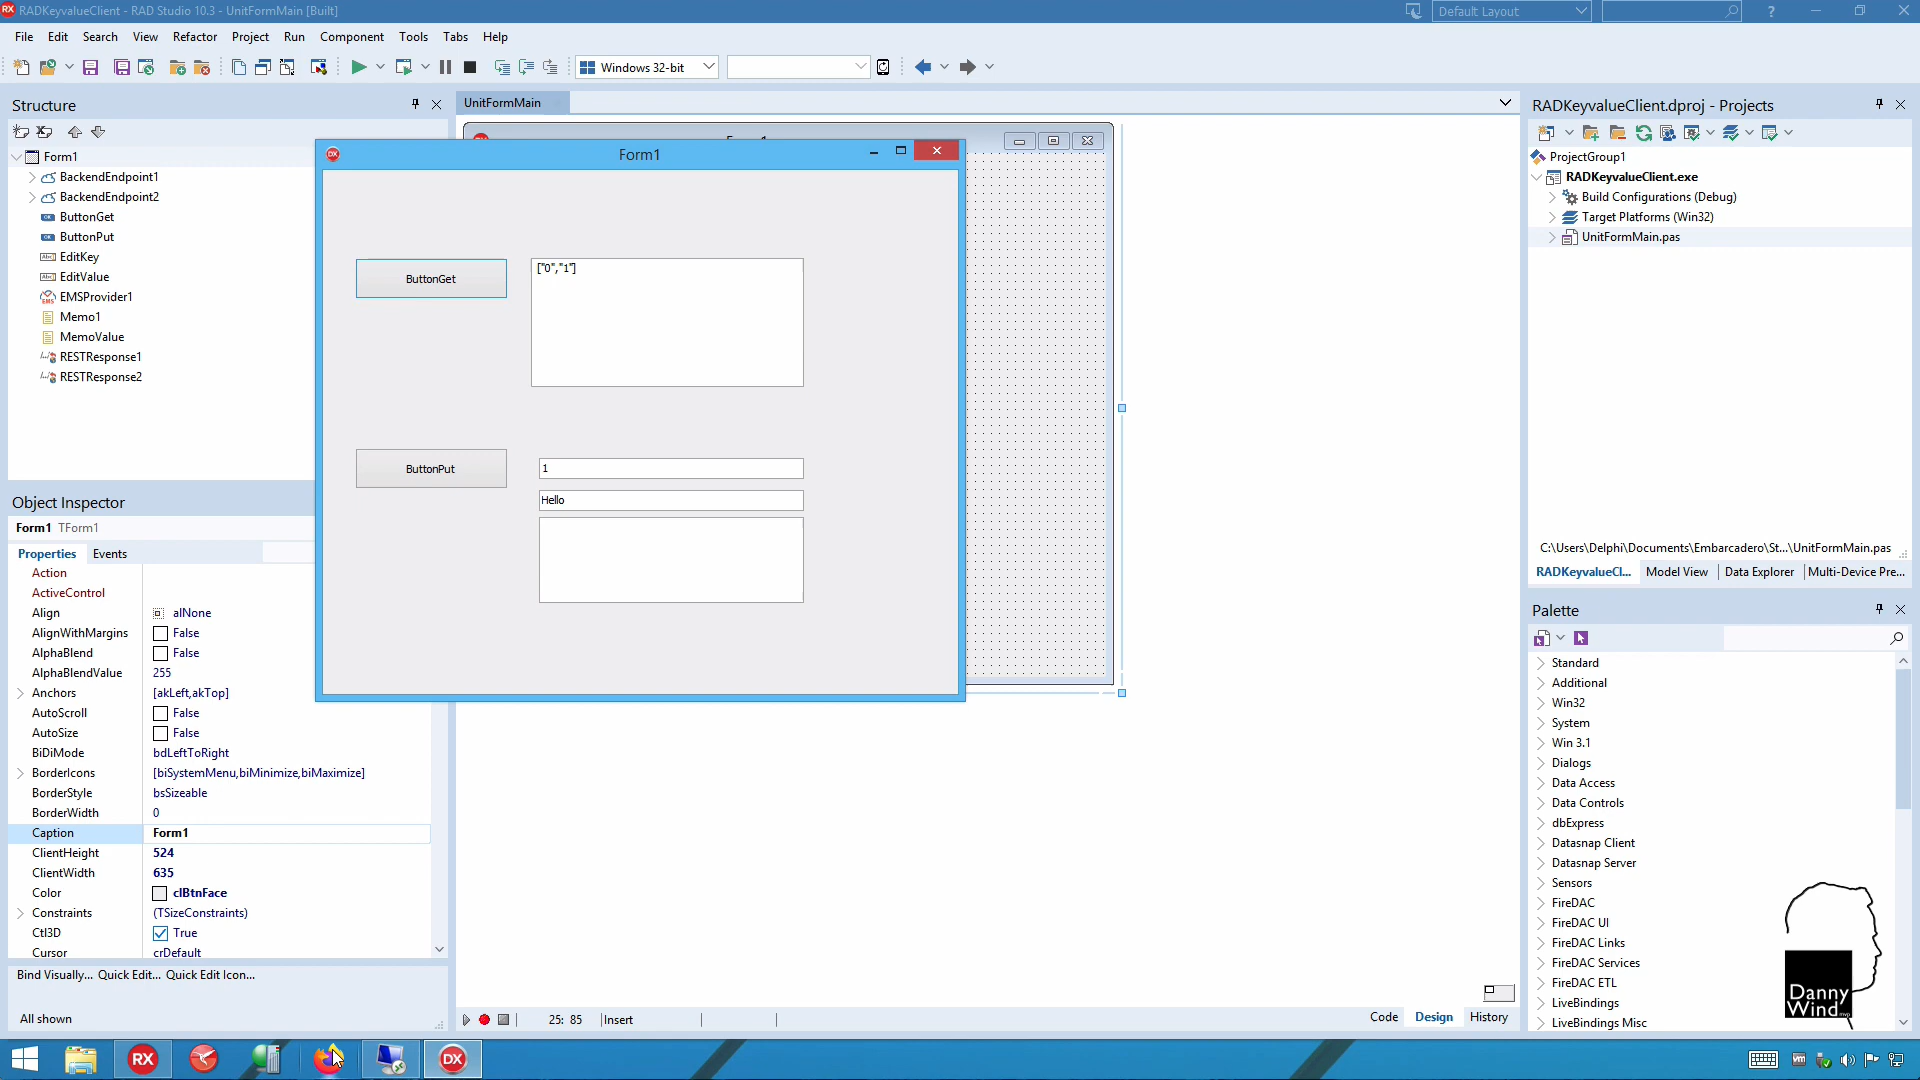 RADKeyvalueClient - RAD Studio 10.3 - UnitFormMain [Built]
Default Layout
File Edit Search View Refactor Project Run Component Tools Tabs Help
Windows 32-bit
Structure
Form1
BackendEndpoint1
BackendEndpoint2
ButtonGet
ButtonPut
EditKey
EditValue
EMSProvider1
Memo1
MemoValue
RESTResponse1
RESTResponse2
Object Inspector
Form1 TForm1
Properties Events
Action
ActiveControl
Align alNone
AlignWithMargins False
AlphaBlend False
AlphaBlendValue 255
Anchors [akLeft,akTop]
AutoScroll False
AutoSize False
BiDiMode bdLeftToRight
BorderIcons [biSystemMenu,biMinimize,biMaximize]
BorderStyle bsSizeable
BorderWidth 0
Caption Form1
ClientHeight 524
ClientWidth 635
Color clBtnFace
Constraints (TSizeConstraints)
Ctl3D True
Cursor crDefault
Bind Visually... Quick Edit... Quick Edit Icon...
All shown
UnitFormMain
Form1
ButtonGet
["0","1"]
ButtonPut
1
Hello
25: 85 Insert
Code Design History
RADKeyvalueClient.dproj - Projects
ProjectGroup1
RADKeyvalueClient.exe
Build Configurations (Debug)
Target Platforms (Win32)
UnitFormMain.pas
C:\Users\Delphi\Documents\Embarcadero\St...\UnitFormMain.pas
RADKeyvalueCl... Model View Data Explorer Multi-Device Pre...
Palette
Standard
Additional
Win32
System
Win 3.1
Dialogs
Data Access
Data Controls
dbExpress
Datasnap Client
Datasnap Server
Sensors
FireDAC
FireDAC UI
FireDAC Links
FireDAC Services
FireDAC ETL
LiveBindings
LiveBindings Misc
Danny
Wind
RX
DX